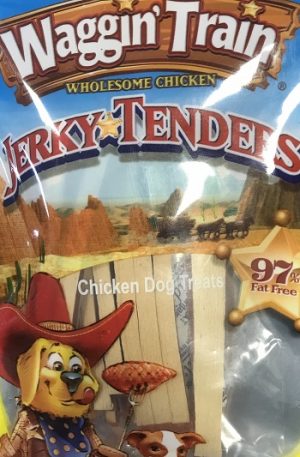 Waggin' Train
®
WHOLESOME CHICKEN
JERKY★TENDERS
Chicken Dog Treats
97%
Fat Free